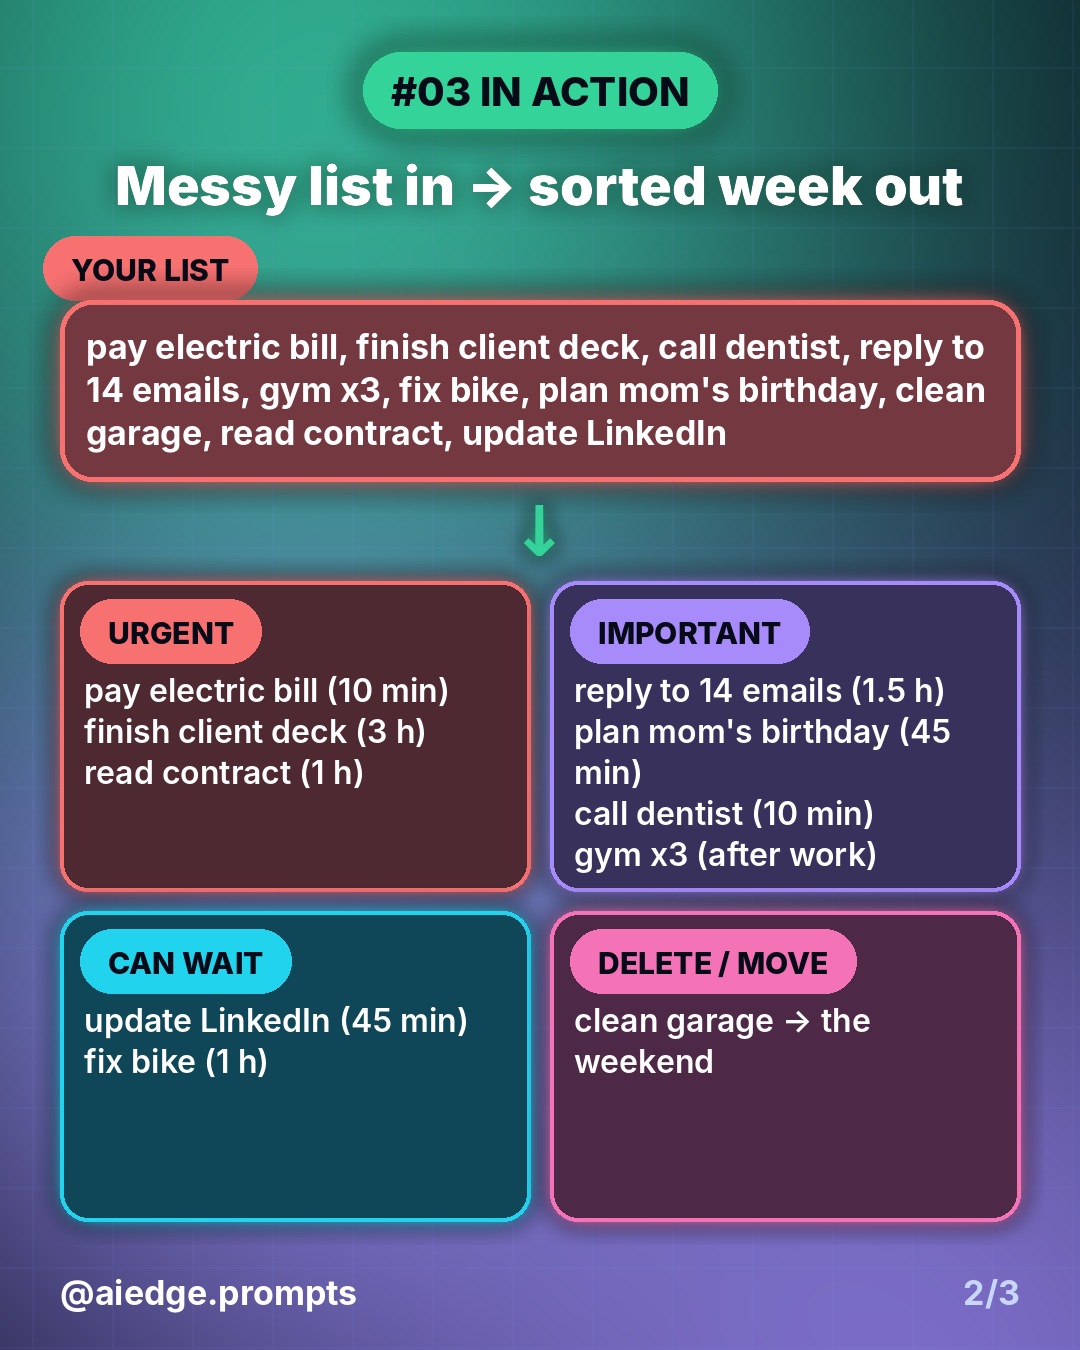 #03 IN ACTION
Messy list in → sorted week out
YOUR LIST
pay electric bill, finish client deck, call dentist, reply to
14 emails, gym x3, fix bike, plan mom's birthday, clean
garage, read contract, update LinkedIn
↓
URGENT
pay electric bill (10 min)
finish client deck (3 h)
read contract (1 h)
IMPORTANT
reply to 14 emails (1.5 h)
plan mom's birthday (45
min)
call dentist (10 min)
gym x3 (after work)
CAN WAIT
update LinkedIn (45 min)
fix bike (1 h)
DELETE / MOVE
clean garage → the
weekend
@aiedge.prompts
2/3